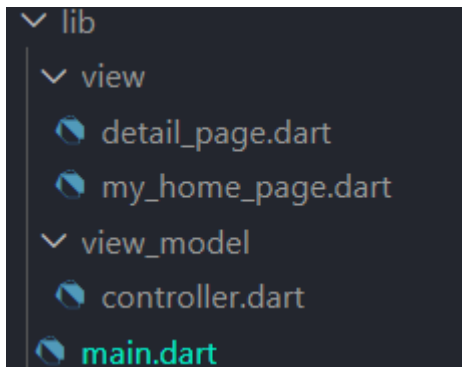 lib
view
detail_page.dart
my_home_page.dart
view_model
controller.dart
main.dart